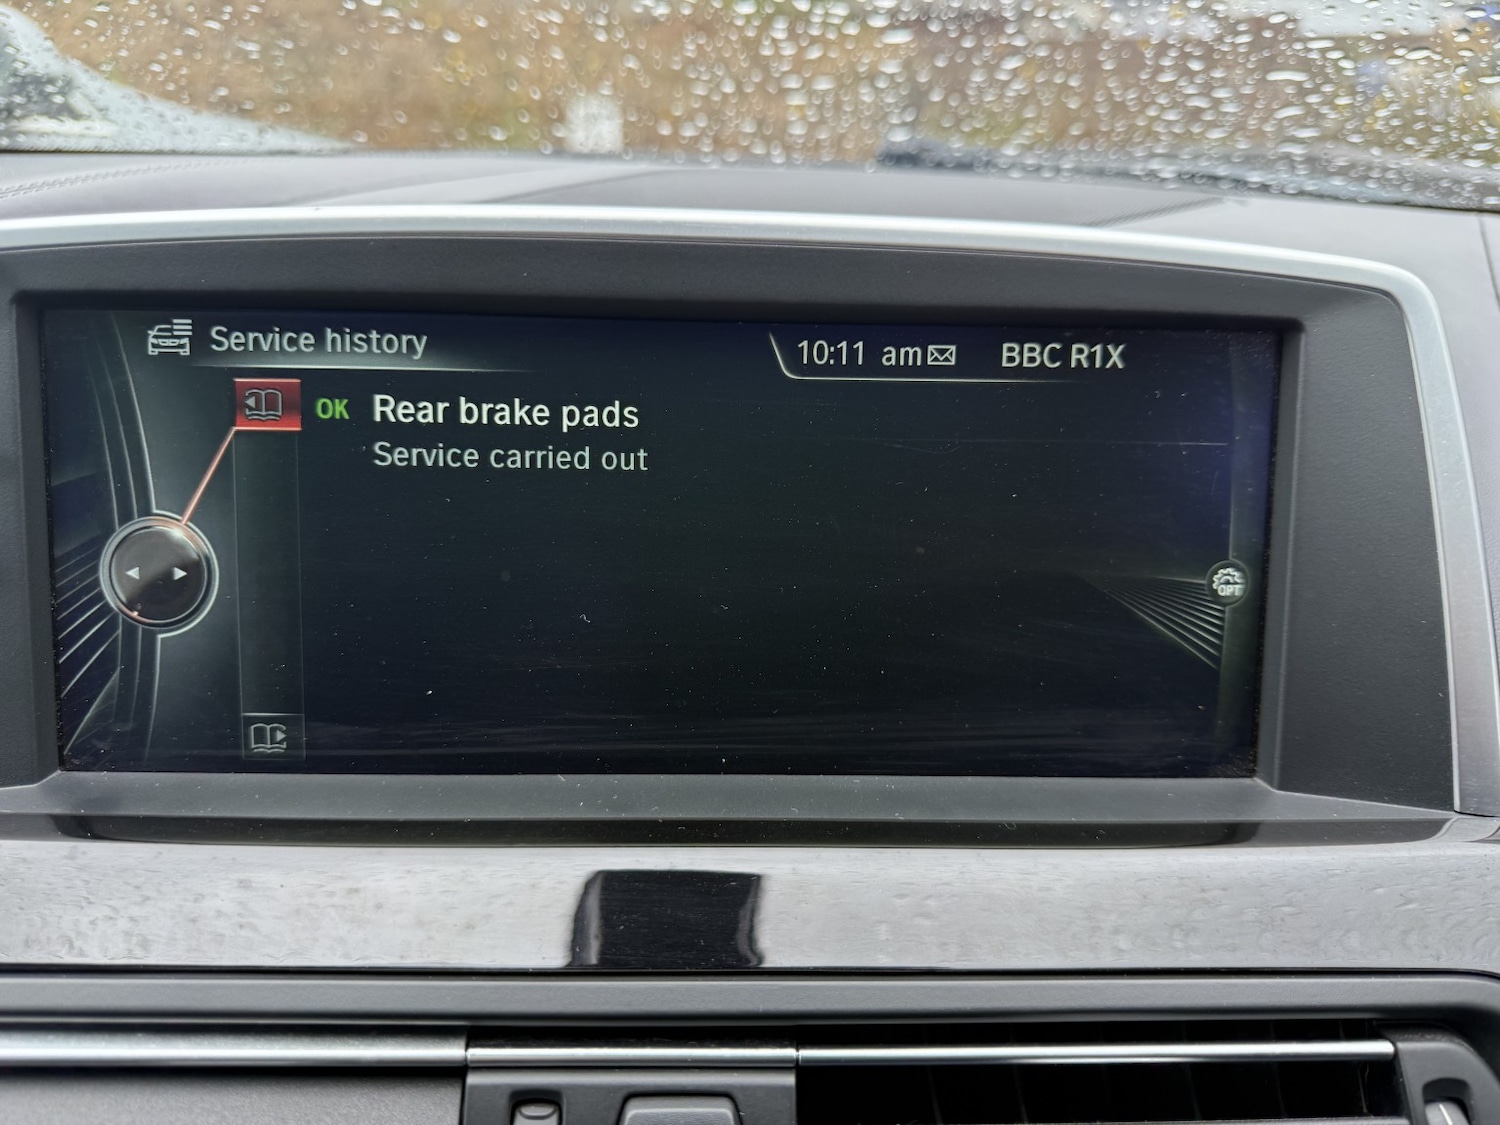 Service history
10:11 am
BBC R1X
OK Rear brake pads
Service carried out
OPT